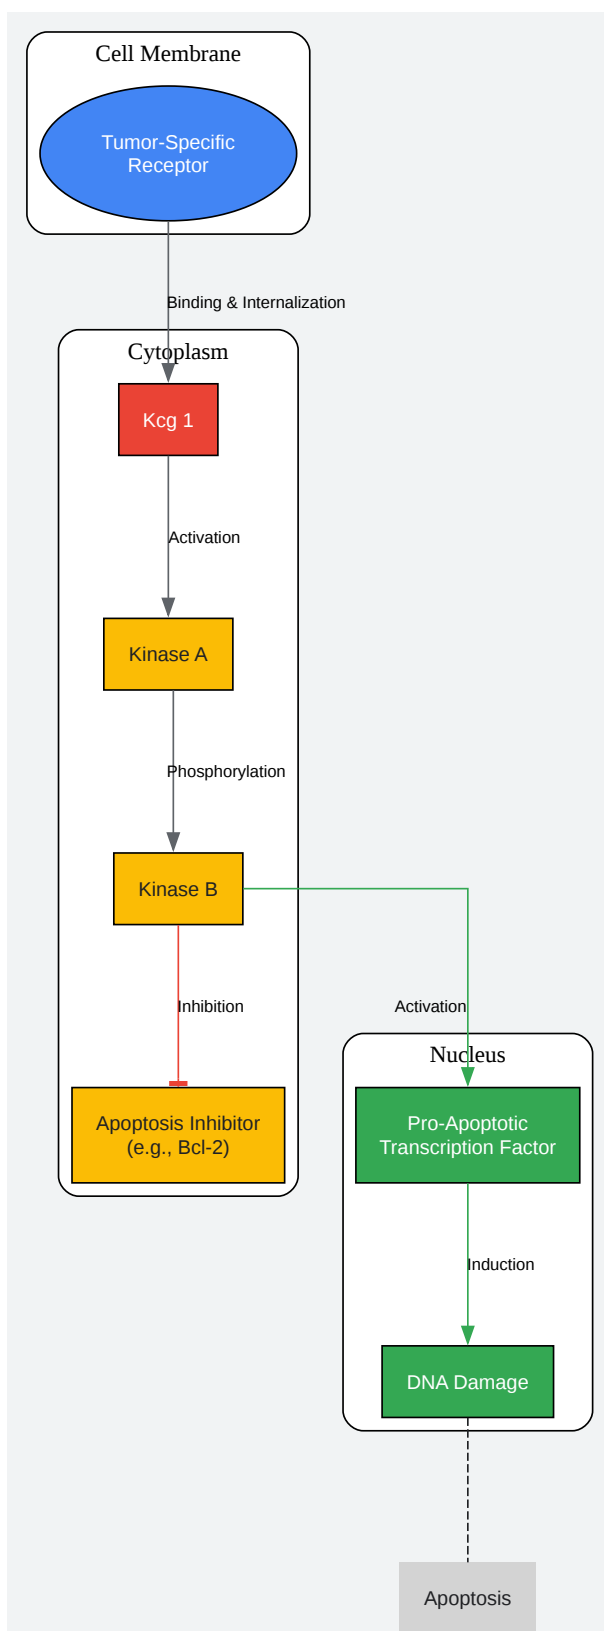 Cell Membrane
Tumor-Specific
Receptor
Binding & Internalization
Cytoplasm
Kcg 1
Activation
Kinase A
Phosphorylation
Kinase B
Inhibition
Activation
Nucleus
Apoptosis Inhibitor
(e.g., Bcl-2)
Pro-Apoptotic
Transcription Factor
Induction
DNA Damage
Apoptosis